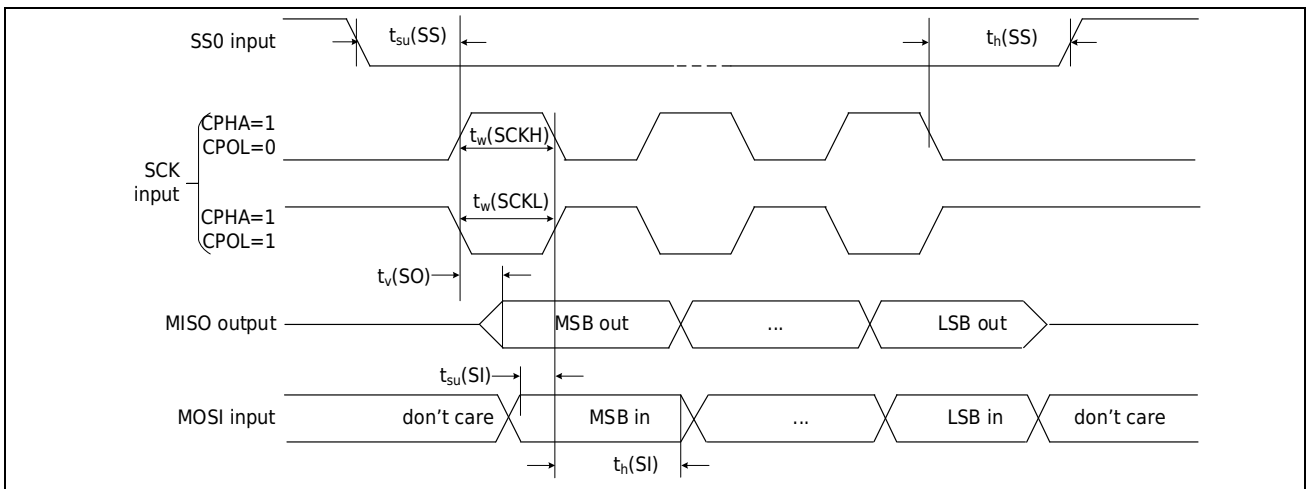 SS0 input
tsu(SS)
th(SS)
CPHA=1
CPOL=0
tw(SCKH)
SCK
input
tw(SCKL)
CPHA=1
CPOL=1
tv(SO)
MISO output
MSB out
...
LSB out
tsu(SI)
MOSI input
don't care
MSB in
...
LSB in
don't care
th(SI)